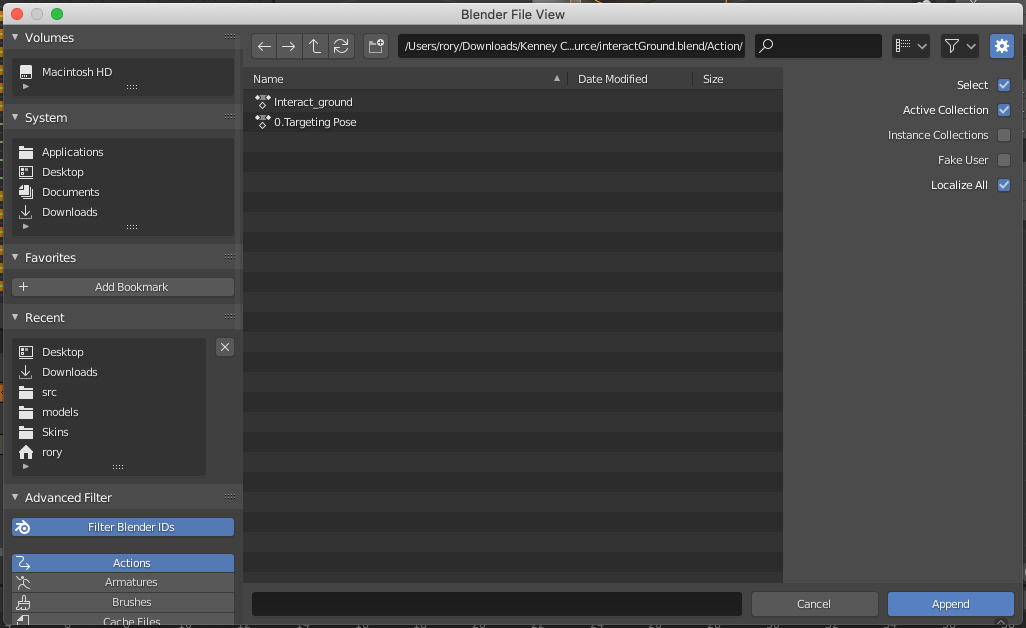 Blender File View
Volumes
Macintosh HD
System
Applications
Desktop
Documents
Downloads
Favorites
Add Bookmark
Recent
Desktop
Downloads
src
models
Skins
rory
Advanced Filter
Filter Blender IDs
Actions
Armatures
Brushes
Cache Files
/Users/rory/Downloads/Kenney C...urce/interactGround.blend/Action/
Name Date Modified Size
Interact_ground
0.Targeting Pose
Select
Active Collection
Instance Collections
Fake User
Localize All
Cancel Append